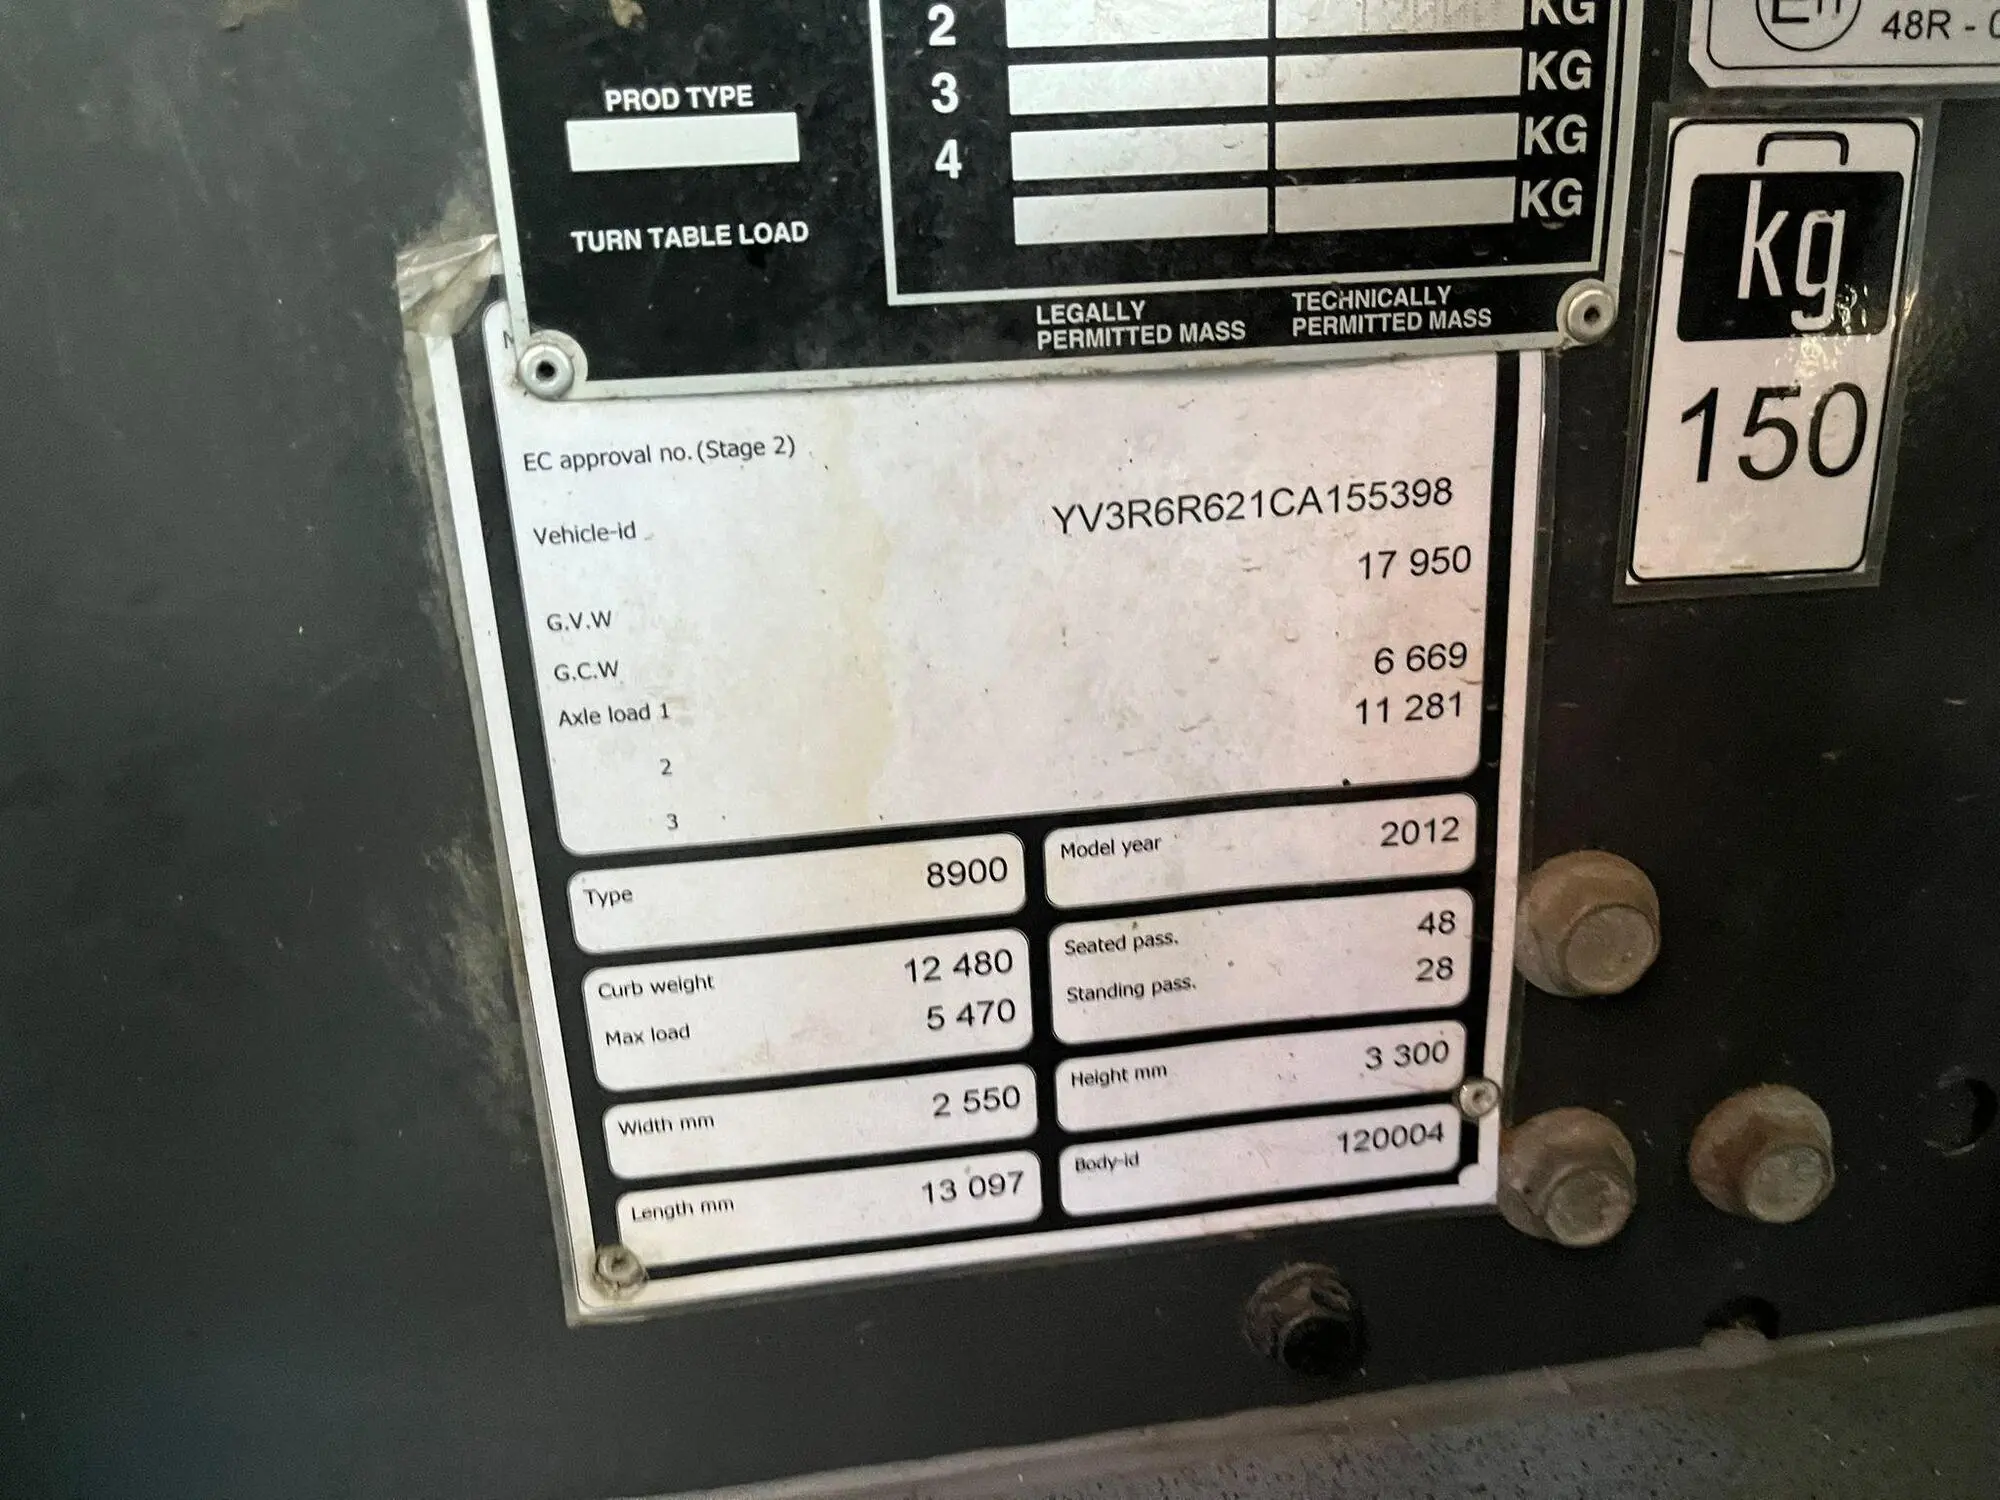 2 KG
PROD TYPE
3 KG
4 KG
KG
TURN TABLE LOAD
LEGALLY
PERMITTED MASS
TECHNICALLY
PERMITTED MASS
48R - 0
kg
150
EC approval no. (Stage 2)
Vehicle-id YV3R6R621CA155398
17 950
G.V.W
G.C.W 6 669
Axle load 1 11 281
2
3
Type 8900
Model year 2012
Curb weight 12 480
Max load 5 470
Seated pass. 48
Standing pass. 28
Width mm 2 550
Height mm 3 300
Length mm 13 097
Body-id 120004